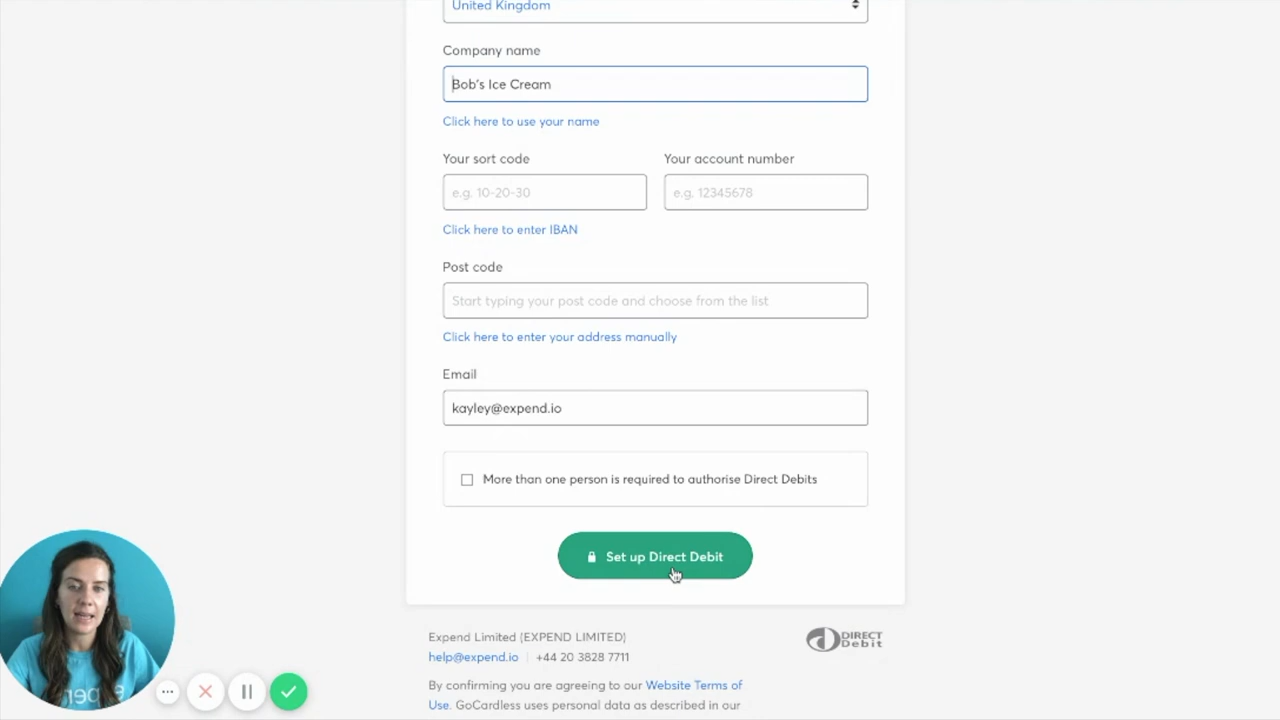 United Kingdom
Company name
Bob's Ice Cream
Click here to use your name
Your sort code
Your account number
e.g. 10-20-30
e.g. 12345678
Click here to enter IBAN
Post code
Start typing your post code and choose from the list
Click here to enter your address manually
Email
kayley@expend.io
More than one person is required to authorise Direct Debits
Set up Direct Debit
Expend Limited (EXPEND LIMITED)
help@expend.io | +44 20 3828 7711
DIRECT
Debit
By confirming you are agreeing to our Website Terms of
Use. GoCardless uses personal data as described in our